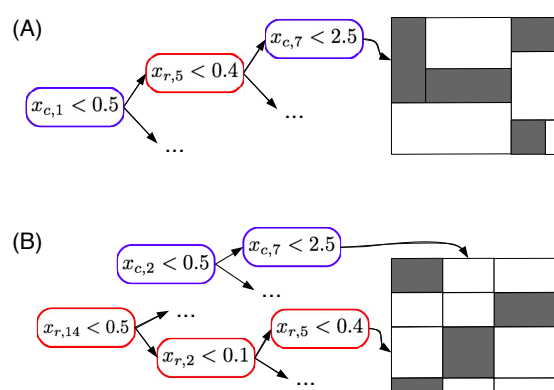 (A)
x_{c,7} < 2.5
x_{r,5} < 0.4
x_{c,1} < 0.5
...
...
(B)
x_{c,7} < 2.5
x_{c,2} < 0.5
...
x_{r,14} < 0.5
...
x_{r,5} < 0.4
x_{r,2} < 0.1
...